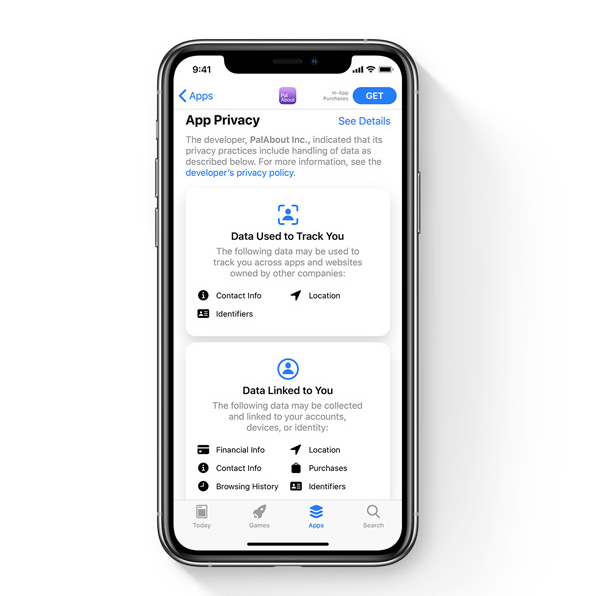 9:41
Apps
Pal
About
In-App
Purchases
GET
App Privacy
See Details
The developer, PalAbout Inc., indicated that its
privacy practices include handling of data as
described below. For more information, see the
developer's privacy policy.
Data Used to Track You
The following data may be used to
track you across apps and websites
owned by other companies:
Contact Info
Location
Identifiers
Data Linked to You
The following data may be collected
and linked to your accounts,
devices, or identity:
Financial Info
Location
Contact Info
Purchases
Browsing History
Identifiers
Today
Games
Apps
Search